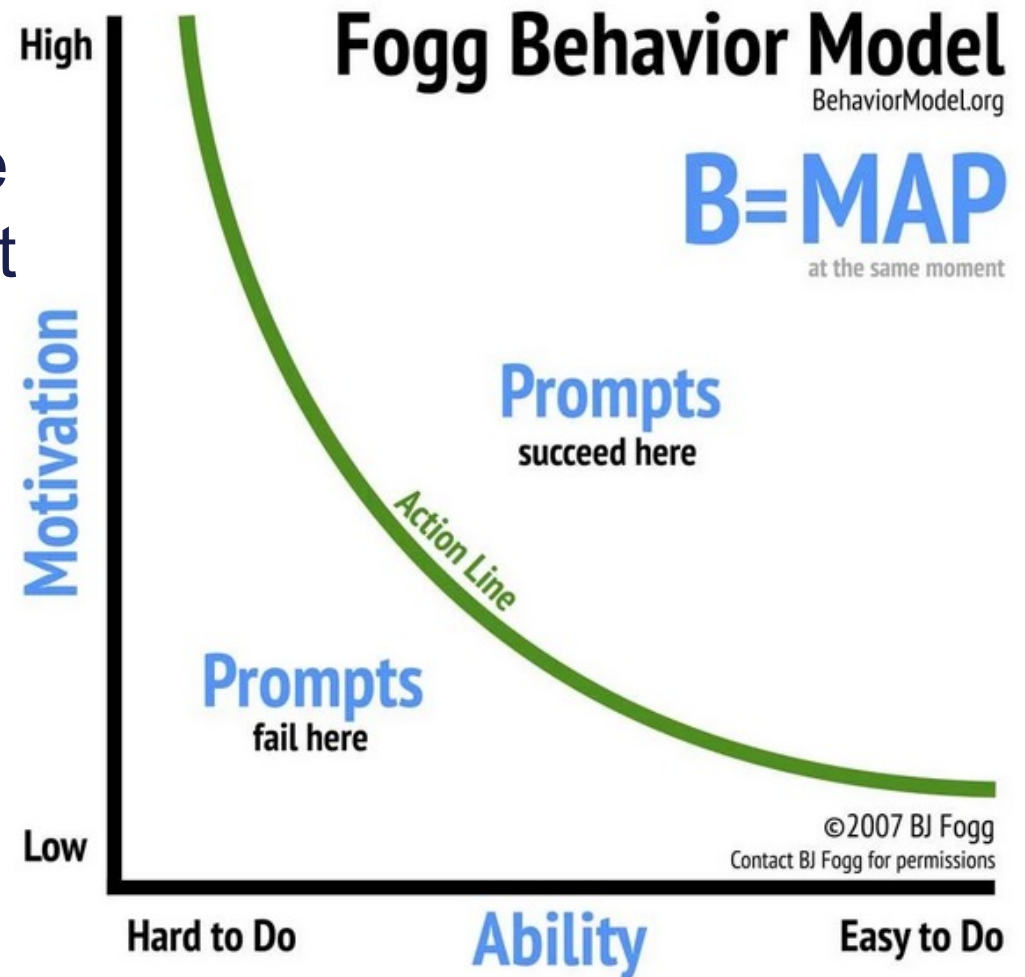 High
Fogg Behavior Model
BehaviorModel.org
e
t
B=MAP
at the same moment
Motivation
Prompts
succeed here
Action Line
Prompts
fail here
Low
©2007 BJ Fogg
Contact BJ Fogg for permissions
Hard to Do
Ability
Easy to Do